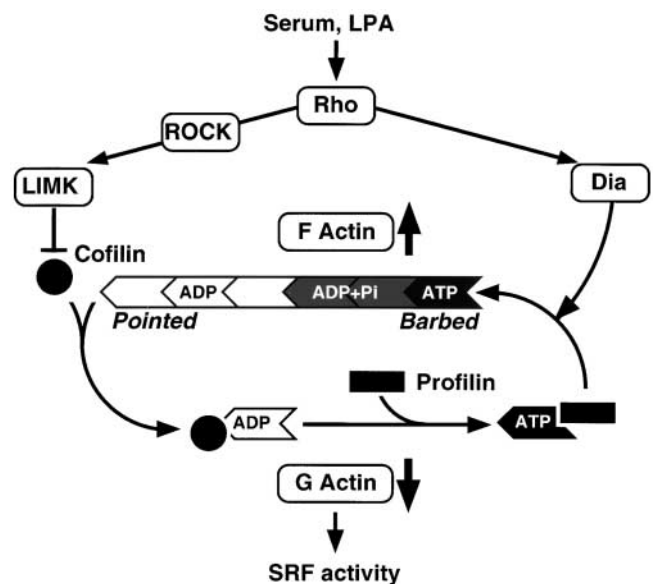 Serum, LPA
Rho
ROCK
LIMK
Dia
F Actin
Cofilin
ADP
ADP+Pi
ATP
Pointed
Barbed
Profilin
ADP
ATP
G Actin
SRF activity